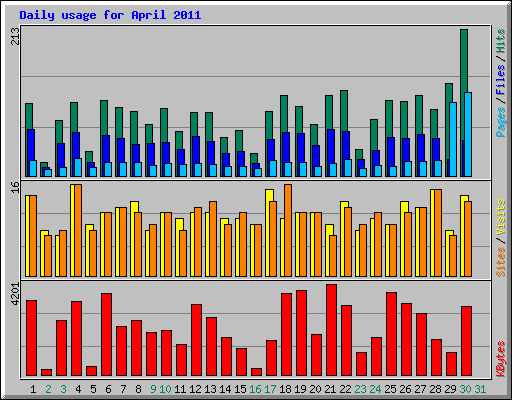 Daily usage for April 2011
213
Pages / Files / Hits
16
Sites / Visits
4201
KBytes
1 2 3 4 5 6 7 8 9 10 11 12 13 14 15 16 17 18 19 20 21 22 23 24 25 26 27 28 29 30 31